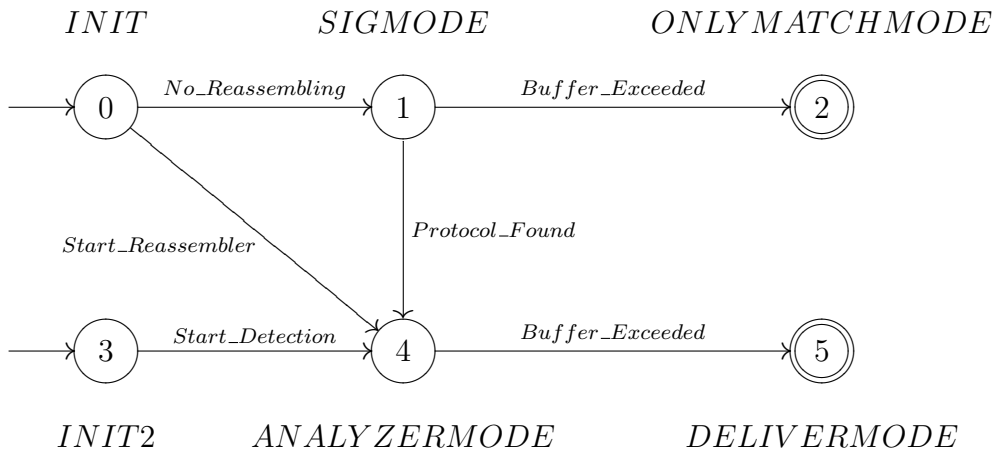 INIT SIGMODE ONLYMATCHMODE
No_Reassembling Buffer_Exceeded
0 1 2
Protocol_Found
Start_Reassembler
Start_Detection Buffer_Exceeded
3 4 5
INIT2 ANALYZERMODE DELIVERMODE